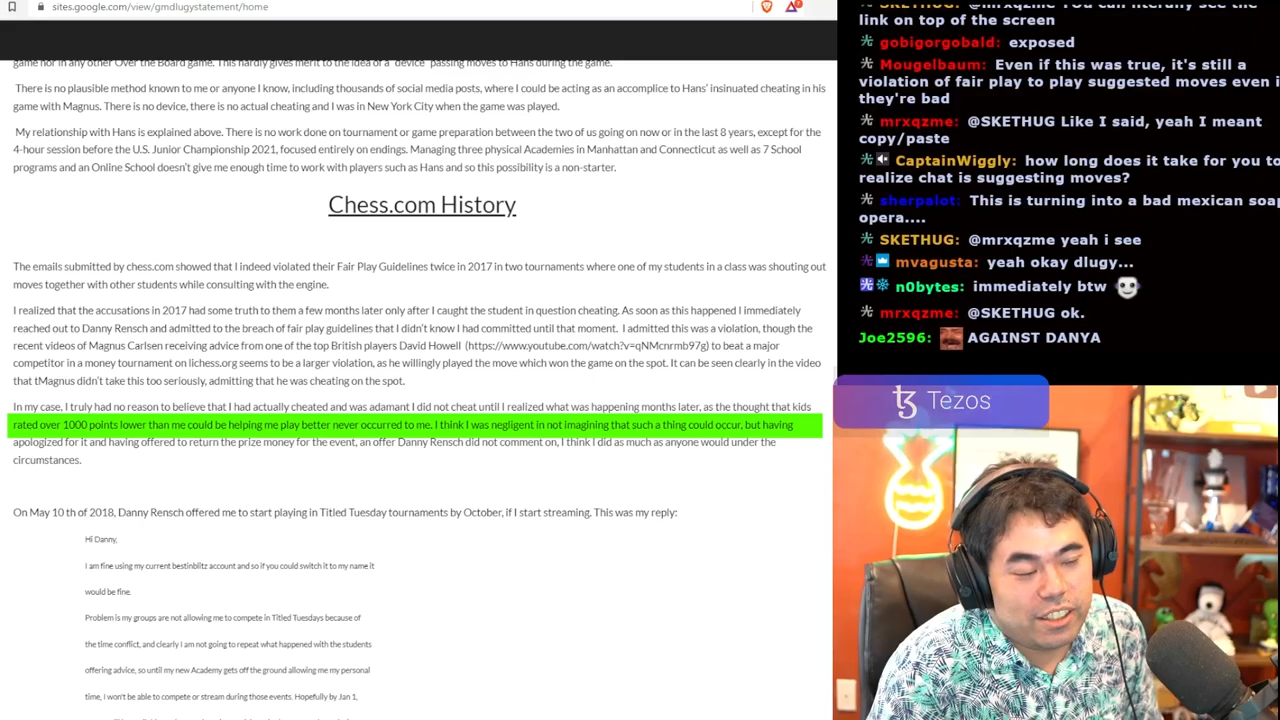 sites.google.com/view/gmdlugystatement/home
game nor in any other Over the Board game. This hardly gives merit to the idea of a "device" passing moves to Hans during the game.
There is no plausible method known to me or anyone I know, including thousands of social media posts, where I could be acting as an accomplice to Hans' insinuated cheating in his
game with Magnus. There is no device, there is no actual cheating and I was in New York City when the game was played.
My relationship with Hans is explained above. There is no work done on tournament or game preparation between the two of us going on now or in the last 8 years, except for the
4-hour session before the U.S. Junior Championship 2021, focused entirely on endings. Managing three physical Academies in Manhattan and Connecticut as well as 7 School
programs and an Online School doesn't give me enough time to work with players such as Hans and so this possibility is a non-starter.
Chess.com History
The emails submitted by chess.com showed that I indeed violated their Fair Play Guidelines twice in 2017 in two tournaments where one of my students in a class was shouting out
moves together with other students while consulting with the engine.
I realized that the accusations in 2017 had some truth to them a few months later only after I caught the student in question cheating. As soon as this happened I immediately
reached out to Danny Rensch and admitted to the breach of fair play guidelines that I didn't know I had committed until that moment. I admitted this was a violation, though the
recent videos of Magnus Carlsen receiving advice from one of the top British players David Howell (https://www.youtube.com/watch?v=qNMcnrmb97g) to beat a major
competitor in a money tournament on lichess.org seems to be a larger violation, as he willingly played the move which won the game on the spot. It can be seen clearly in the video
that tMagnus didn't take this too seriously, admitting that he was cheating on the spot.
In my case, I truly had no reason to believe that I had actually cheated and was adamant I did not cheat until I realized what was happening months later, as the thought that kids
rated over 1000 points lower than me could be helping me play better never occurred to me. I think I was negligent in not imagining that such a thing could occur, but having
apologized for it and having offered to return the prize money for the event, an offer Danny Rensch did not comment on, I think I did as much as anyone would under the
circumstances.
On May 10 th of 2018, Danny Rensch offered me to start playing in Titled Tuesday tournaments by October, if I start streaming. This was my reply:
Hi Danny,
I am fine using my current bestinblitz account and so if you could switch it to my name it
would be fine.
Problem is my groups are not allowing me to compete in Titled Tuesdays because of
the time conflict, and clearly I am not going to repeat what happened with the students
offering advice, so until my new Academy gets off the ground allowing me my personal
time, I won't be able to compete or stream during those events. Hopefully by Jan 1,
SKETHUG: @mrxqzme You can literally see the
link on top of the screen
gobigorgobald: exposed
Mougelbaum: Even if this was true, it's still a
violation of fair play to play suggested moves even i
they're bad
mrxqzme: @SKETHUG Like I said, yeah I meant
copy/paste
CaptainWiggly: how long does it take for you to
realize chat is suggesting moves?
sherpalot: This is turning into a bad mexican soap
opera....
SKETHUG: @mrxqzme yeah i see
mvagusta: yeah okay dlugy...
n0bytes: immediately btw
mrxqzme: @SKETHUG ok.
Joe2596: AGAINST DANYA
Tezos